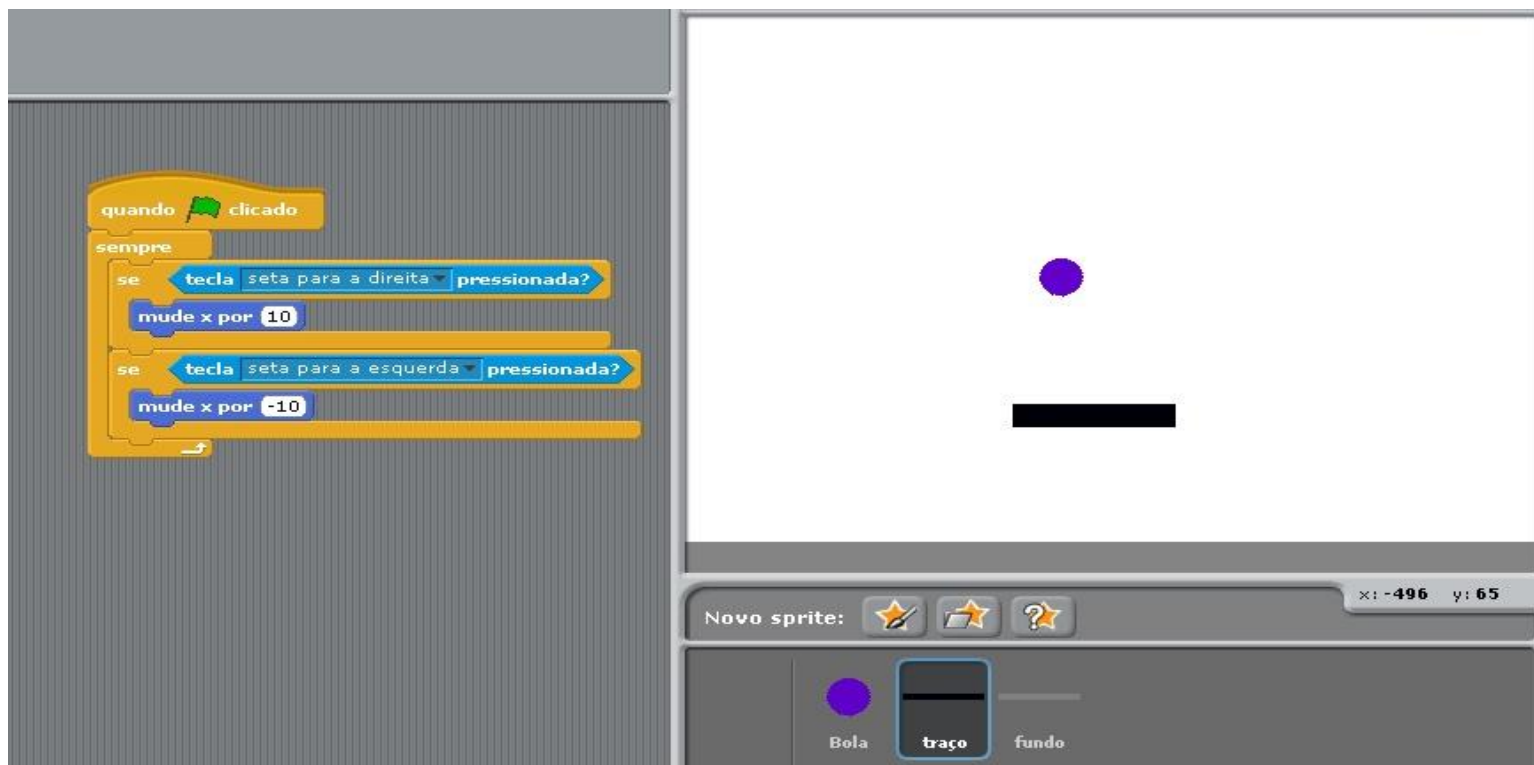 quando clicado
sempre
se tecla seta para a direita pressionada?
mude x por 10
se tecla seta para a esquerda pressionada?
mude x por -10
x: -496 y: 65
Novo sprite:
Bola traço fundo